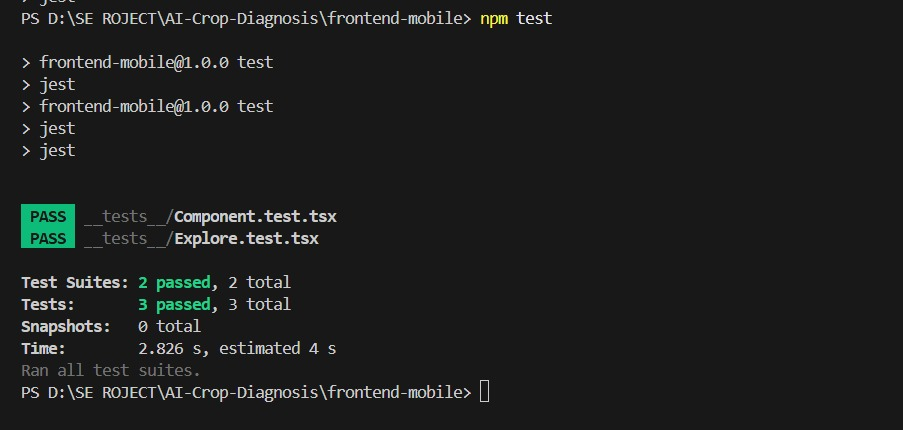 > jest
PS D:\SE ROJECT\AI-Crop-Diagnosis\frontend-mobile> npm test
> frontend-mobile@1.0.0 test
> jest
> frontend-mobile@1.0.0 test
> jest
> jest
PASS __tests__/Component.test.tsx
PASS __tests__/Explore.test.tsx
Test Suites: 2 passed, 2 total
Tests: 3 passed, 3 total
Snapshots: 0 total
Time: 2.826 s, estimated 4 s
Ran all test suites.
PS D:\SE ROJECT\AI-Crop-Diagnosis\frontend-mobile>